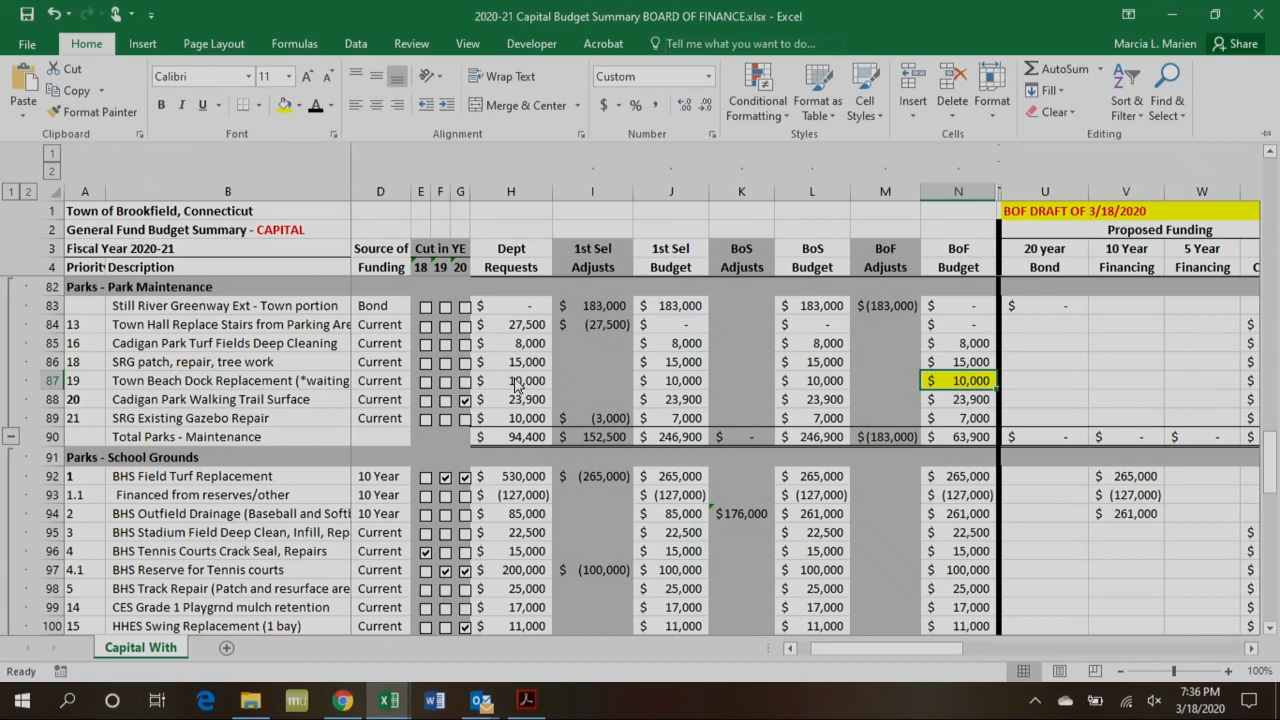 2020-21 Capital Budget Summary BOARD OF FINANCE.xlsx - Excel
File Home Insert Page Layout Formulas Data Review View Developer Acrobat Tell me what you want to do... Marcia L. Marien Share
Cut Calibri 11 Wrap Text Custom AutoSum
Copy Fill
Paste Format Painter Merge & Center Conditional Formatting Format as Table Cell Styles Insert Delete Format Clear Sort & Filter Find & Select
Clipboard Font Alignment Number Styles Cells Editing
1
2
1 2 A B D E F G H I J K L M N U V W
1 Town of Brookfield, Connecticut BOF DRAFT OF 3/18/2020
2 General Fund Budget Summary - CAPITAL Proposed Funding
3 Fiscal Year 2020-21 Source of Cut in YE Dept 1st Sel 1st Sel BoS BoS BoF BoF 20 year 10 Year 5 Year
4 Priorit Description Funding 18 19 20 Requests Adjusts Budget Adjusts Budget Adjusts Budget Bond Financing Financing C
82 Parks - Park Maintenance
83 Still River Greenway Ext - Town portion Bond $ - $ 183,000 $ 183,000 $ 183,000 $(183,000) $ - $ -
84 13 Town Hall Replace Stairs from Parking Are Current $ 27,500 $ (27,500) $ - $ - $ - $
85 16 Cadigan Park Turf Fields Deep Cleaning Current $ 8,000 $ 8,000 $ 8,000 $ 8,000 $
86 18 SRG patch, repair, tree work Current $ 15,000 $ 15,000 $ 15,000 $ 15,000 $
87 19 Town Beach Dock Replacement (*waiting Current $ 10,000 $ 10,000 $ 10,000 $ 10,000 $
88 20 Cadigan Park Walking Trail Surface Current $ 23,900 $ 23,900 $ 23,900 $ 23,900 $
89 21 SRG Existing Gazebo Repair Current $ 10,000 $ (3,000) $ 7,000 $ 7,000 $ 7,000 $
90 Total Parks - Maintenance $ 94,400 $ 152,500 $ 246,900 $ - $ 246,900 $(183,000) $ 63,900 $ - $ - $ - $
91 Parks - School Grounds
92 1 BHS Field Turf Replacement 10 Year $ 530,000 $ (265,000) $ 265,000 $ 265,000 $ 265,000 $ 265,000
93 1.1 Financed from reserves/other 10 Year $ (127,000) $ (127,000) $ (127,000) $ (127,000) $ (127,000)
94 2 BHS Outfield Drainage (Baseball and Softb 10 Year $ 85,000 $ 85,000 $176,000 $ 261,000 $ 261,000 $ 261,000
95 3 BHS Stadium Field Deep Clean, Infill, Rep Current $ 22,500 $ 22,500 $ 22,500 $ 22,500 $
96 4 BHS Tennis Courts Crack Seal, Repairs Current $ 15,000 $ 15,000 $ 15,000 $ 15,000 $
97 4.1 BHS Reserve for Tennis courts Current $ 200,000 $ (100,000) $ 100,000 $ 100,000 $ 100,000 $
98 5 BHS Track Repair (Patch and resurface are Current $ 25,000 $ 25,000 $ 25,000 $ 25,000 $
99 14 CES Grade 1 Playgrnd mulch retention Current $ 17,000 $ 17,000 $ 17,000 $ 17,000 $
100 15 HHES Swing Replacement (1 bay) Current $ 11,000 $ 11,000 $ 11,000 $ 11,000 $
Capital With
Ready 100%
mu 7:36 PM
3/18/2020